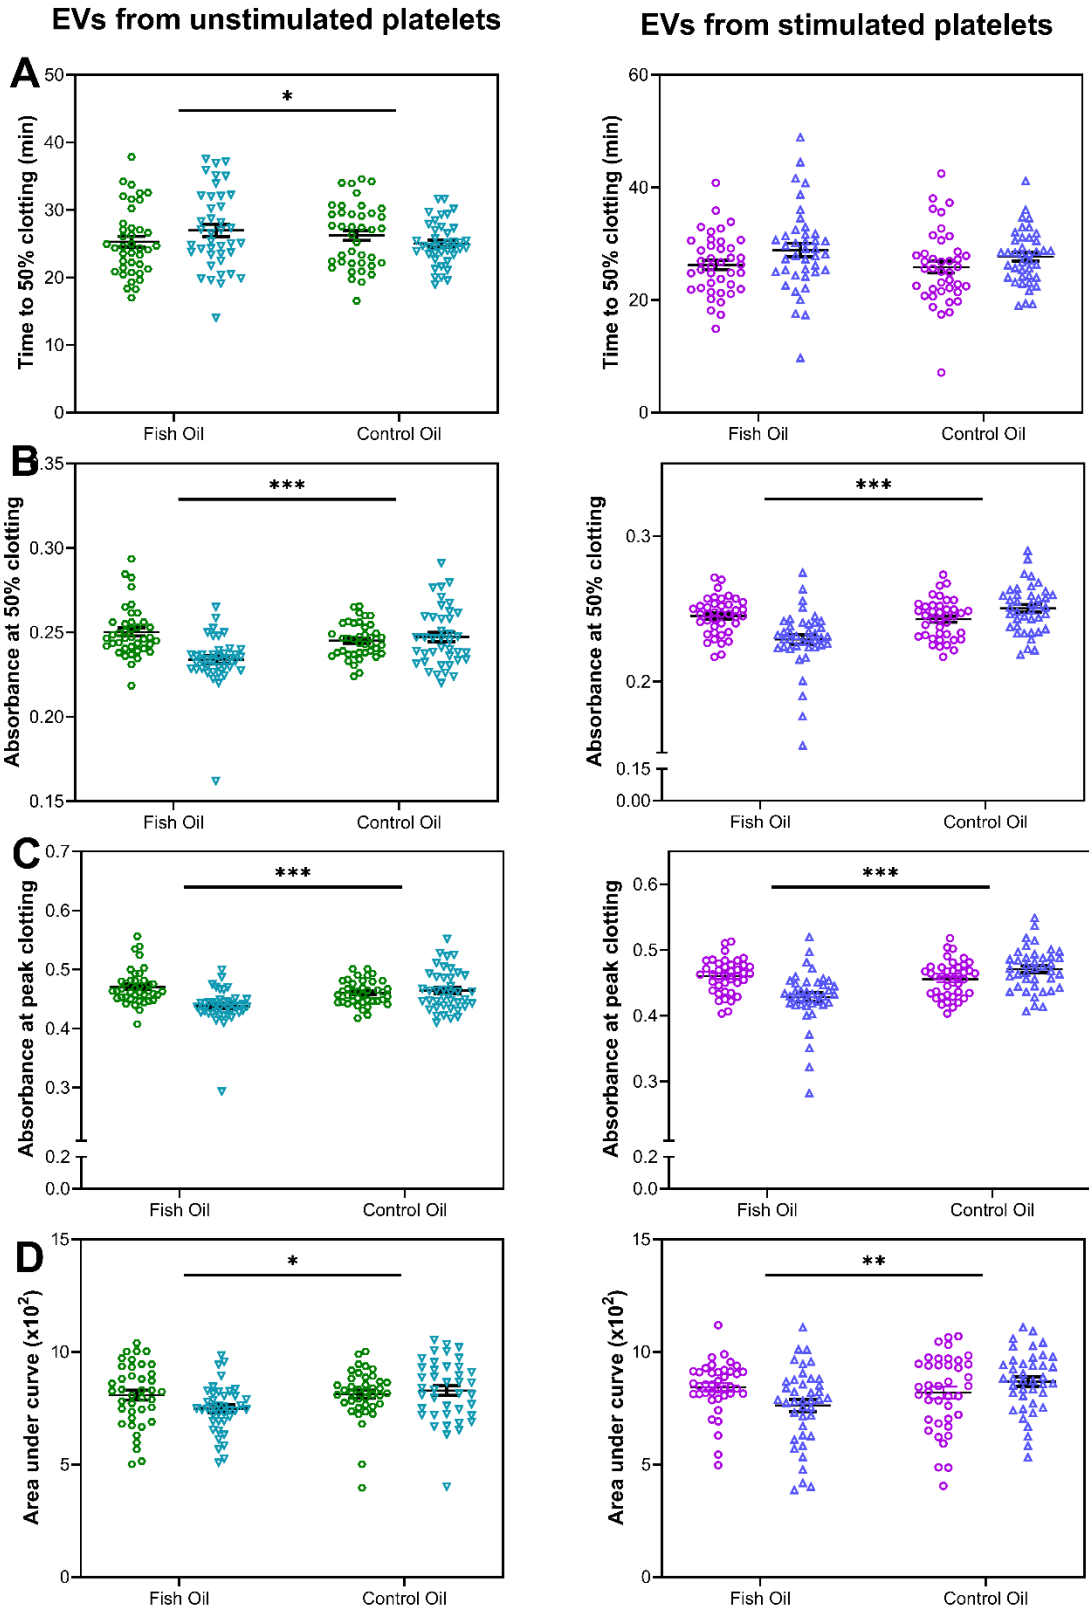 EVs from unstimulated platelets
EVs from stimulated platelets
A
Time to 50% clotting (min)
50
40
30
20
10
0
*
Fish Oil
Control Oil
Time to 50% clotting (min)
60
40
20
0
Fish Oil
Control Oil
B
Absorbance at 50% clotting
0.35
0.30
0.25
0.20
0.15
***
Fish Oil
Control Oil
Absorbance at 50% clotting
0.3
0.2
0.15
0.00
***
Fish Oil
Control Oil
C
Absorbance at peak clotting
0.7
0.6
0.5
0.4
0.3
0.2
0.0
***
Fish Oil
Control Oil
Absorbance at peak clotting
0.6
0.5
0.4
0.3
0.2
0.0
***
Fish Oil
Control Oil
D
Area under curve (x10²)
15
10
5
0
*
Fish Oil
Control Oil
Area under curve (x10²)
15
10
5
0
**
Fish Oil
Control Oil